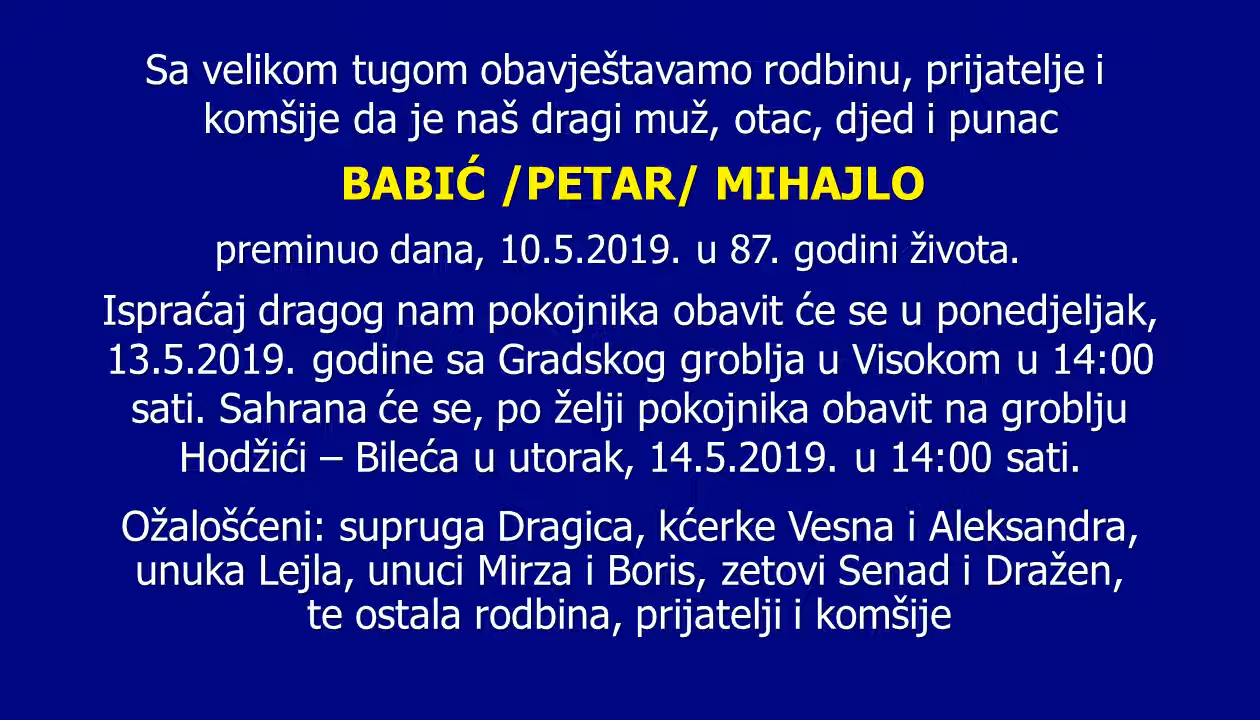 Sa velikom tugom obavještavamo rodbinu, prijatelje i
komšije da je naš dragi muž, otac, djed i punac
BABIĆ /PETAR/ MIHAJLO
preminuo dana, 10.5.2019. u 87. godini života.
Ispraćaj dragog nam pokojnika obavit će se u ponedjeljak,
13.5.2019. godine sa Gradskog groblja u Visokom u 14:00
sati. Sahrana će se, po želji pokojnika obavit na groblju
Hodžići – Bileća u utorak, 14.5.2019. u 14:00 sati.
Ožalošćeni: supruga Dragica, kćerke Vesna i Aleksandra,
unuka Lejla, unuci Mirza i Boris, zetovi Senad i Dražen,
te ostala rodbina, prijatelji i komšije